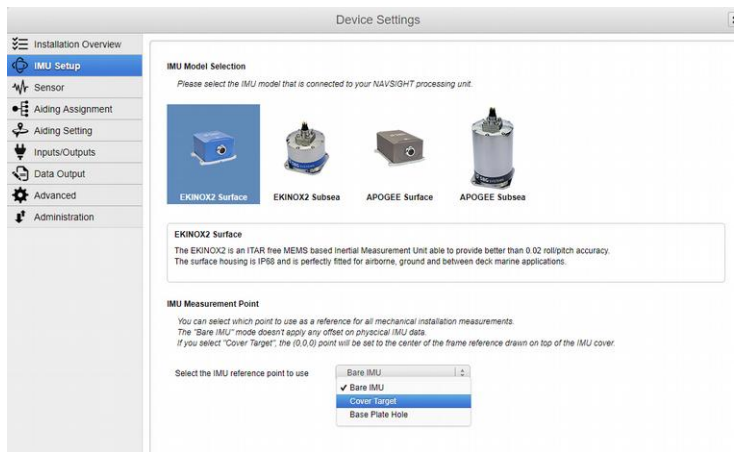 Device Settings
Installation Overview
IMU Setup
Sensor
Aiding Assignment
Aiding Setting
Inputs/Outputs
Data Output
Advanced
Administration
IMU Model Selection
Please select the IMU model that is connected to your NAVSIGHT processing unit.
EKINOX2 Surface
EKINOX2 Subsea
APOGEE Surface
APOGEE Subsea
EKINOX2 Surface
The EKINOX2 is an ITAR free MEMS based Inertial Measurement Unit able to provide better than 0.02 roll/pitch accuracy.
The surface housing is IP68 and is perfectly fitted for airborne, ground and between deck marine applications.
IMU Measurement Point
You can select which point to use as a reference for all mechanical installation measurements.
The "Bare IMU" mode doesn't apply any offset on physcical IMU data.
If you select "Cover Target", the (0,0,0) point will be set to the center of the frame reference drawn on top of the IMU cover.
Select the IMU reference point to use
Bare IMU
✓ Bare IMU
Cover Target
Base Plate Hole